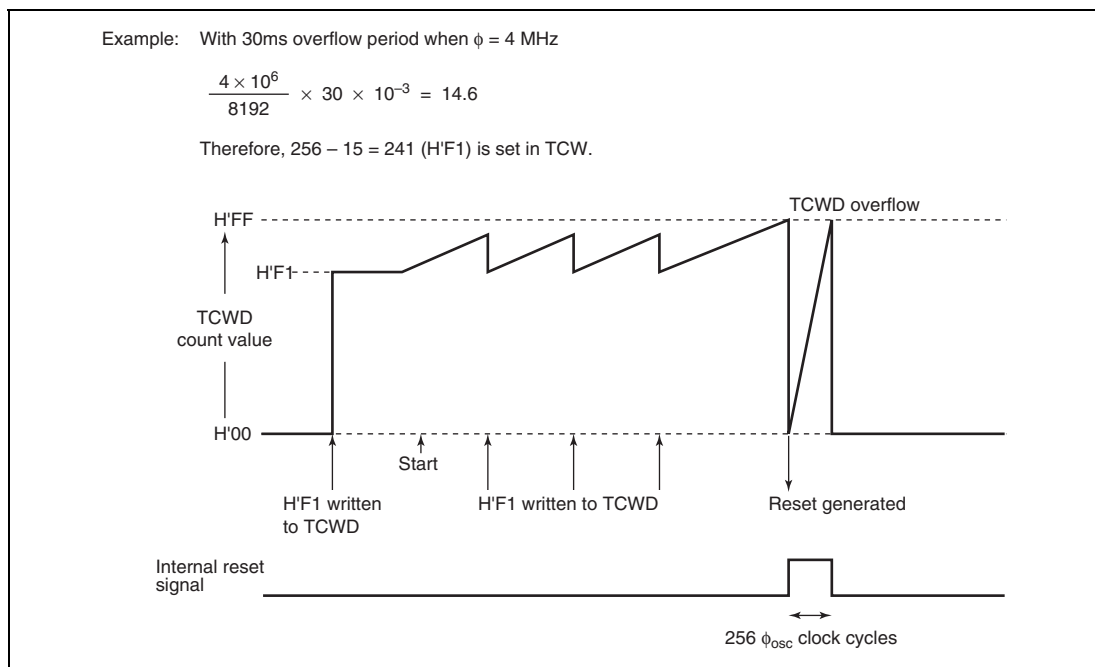 Example: With 30ms overflow period when φ = 4 MHz
4 × 10⁶
8192
× 30 × 10⁻³ = 14.6
Therefore, 256 – 15 = 241 (H'F1) is set in TCW.
TCWD overflow
H'FF
H'F1
TCWD
count value
H'00
Start
H'F1 written
to TCWD
H'F1 written to TCWD
Reset generated
Internal reset
signal
256 φosc clock cycles